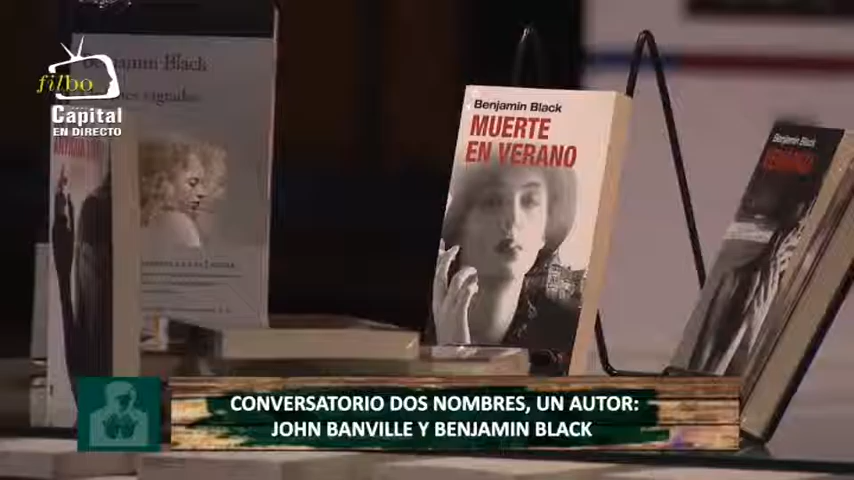 filbo
Capital
EN DIRECTO
Benjamin Black
Benjamin Black
MUERTE
EN VERANO
Benjamin Black
CONVERSATORIO DOS NOMBRES, UN AUTOR:
JOHN BANVILLE Y BENJAMIN BLACK